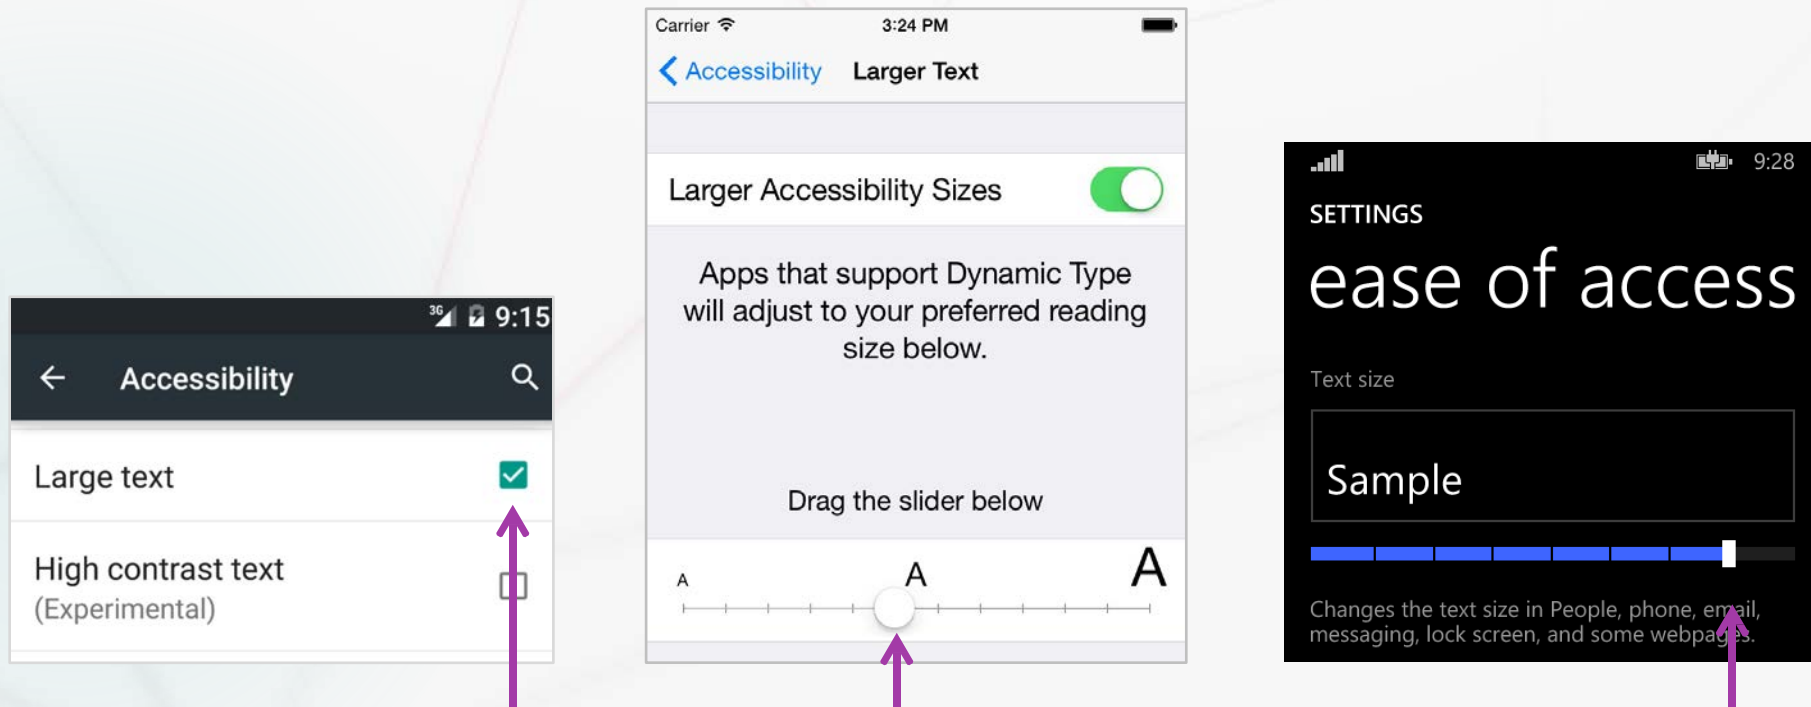 3G 9:15
Accessibility
Large text
High contrast text
(Experimental)
Carrier 3:24 PM
Accessibility Larger Text
Larger Accessibility Sizes
Apps that support Dynamic Type
will adjust to your preferred reading
size below.
Drag the slider below
A A A
9:28
SETTINGS
ease of access
Text size
Sample
Changes the text size in People, phone, email,
messaging, lock screen, and some webpages.